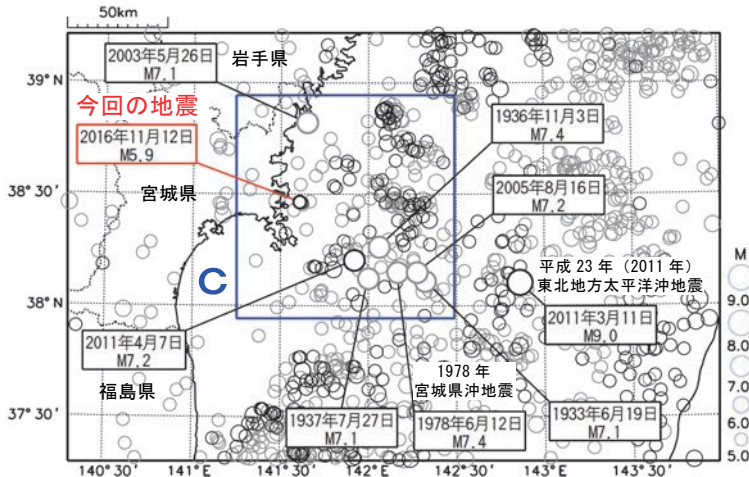 50km
39°N
38°30′
38°N
37°30′
2003年5月26日
M7.1
岩手県
今回の地震
2016年11月12日
M5.9
宮城県
1936年11月3日
M7.4
2005年8月16日
M7.2
C
平成 23 年 (2011 年)
東北地方太平洋沖地震
2011年3月11日
M9.0
2011年4月7日
M7.2
福島県
1978 年
宮城県沖地震
1937年7月27日
M7.1
1978年6月12日
M7.4
1933年6月19日
M7.1
M
9.0
8.0
7.0
6.0
5.0
140°30′
141°E
141°30′
142°E
142°30′
143°E
143°30′